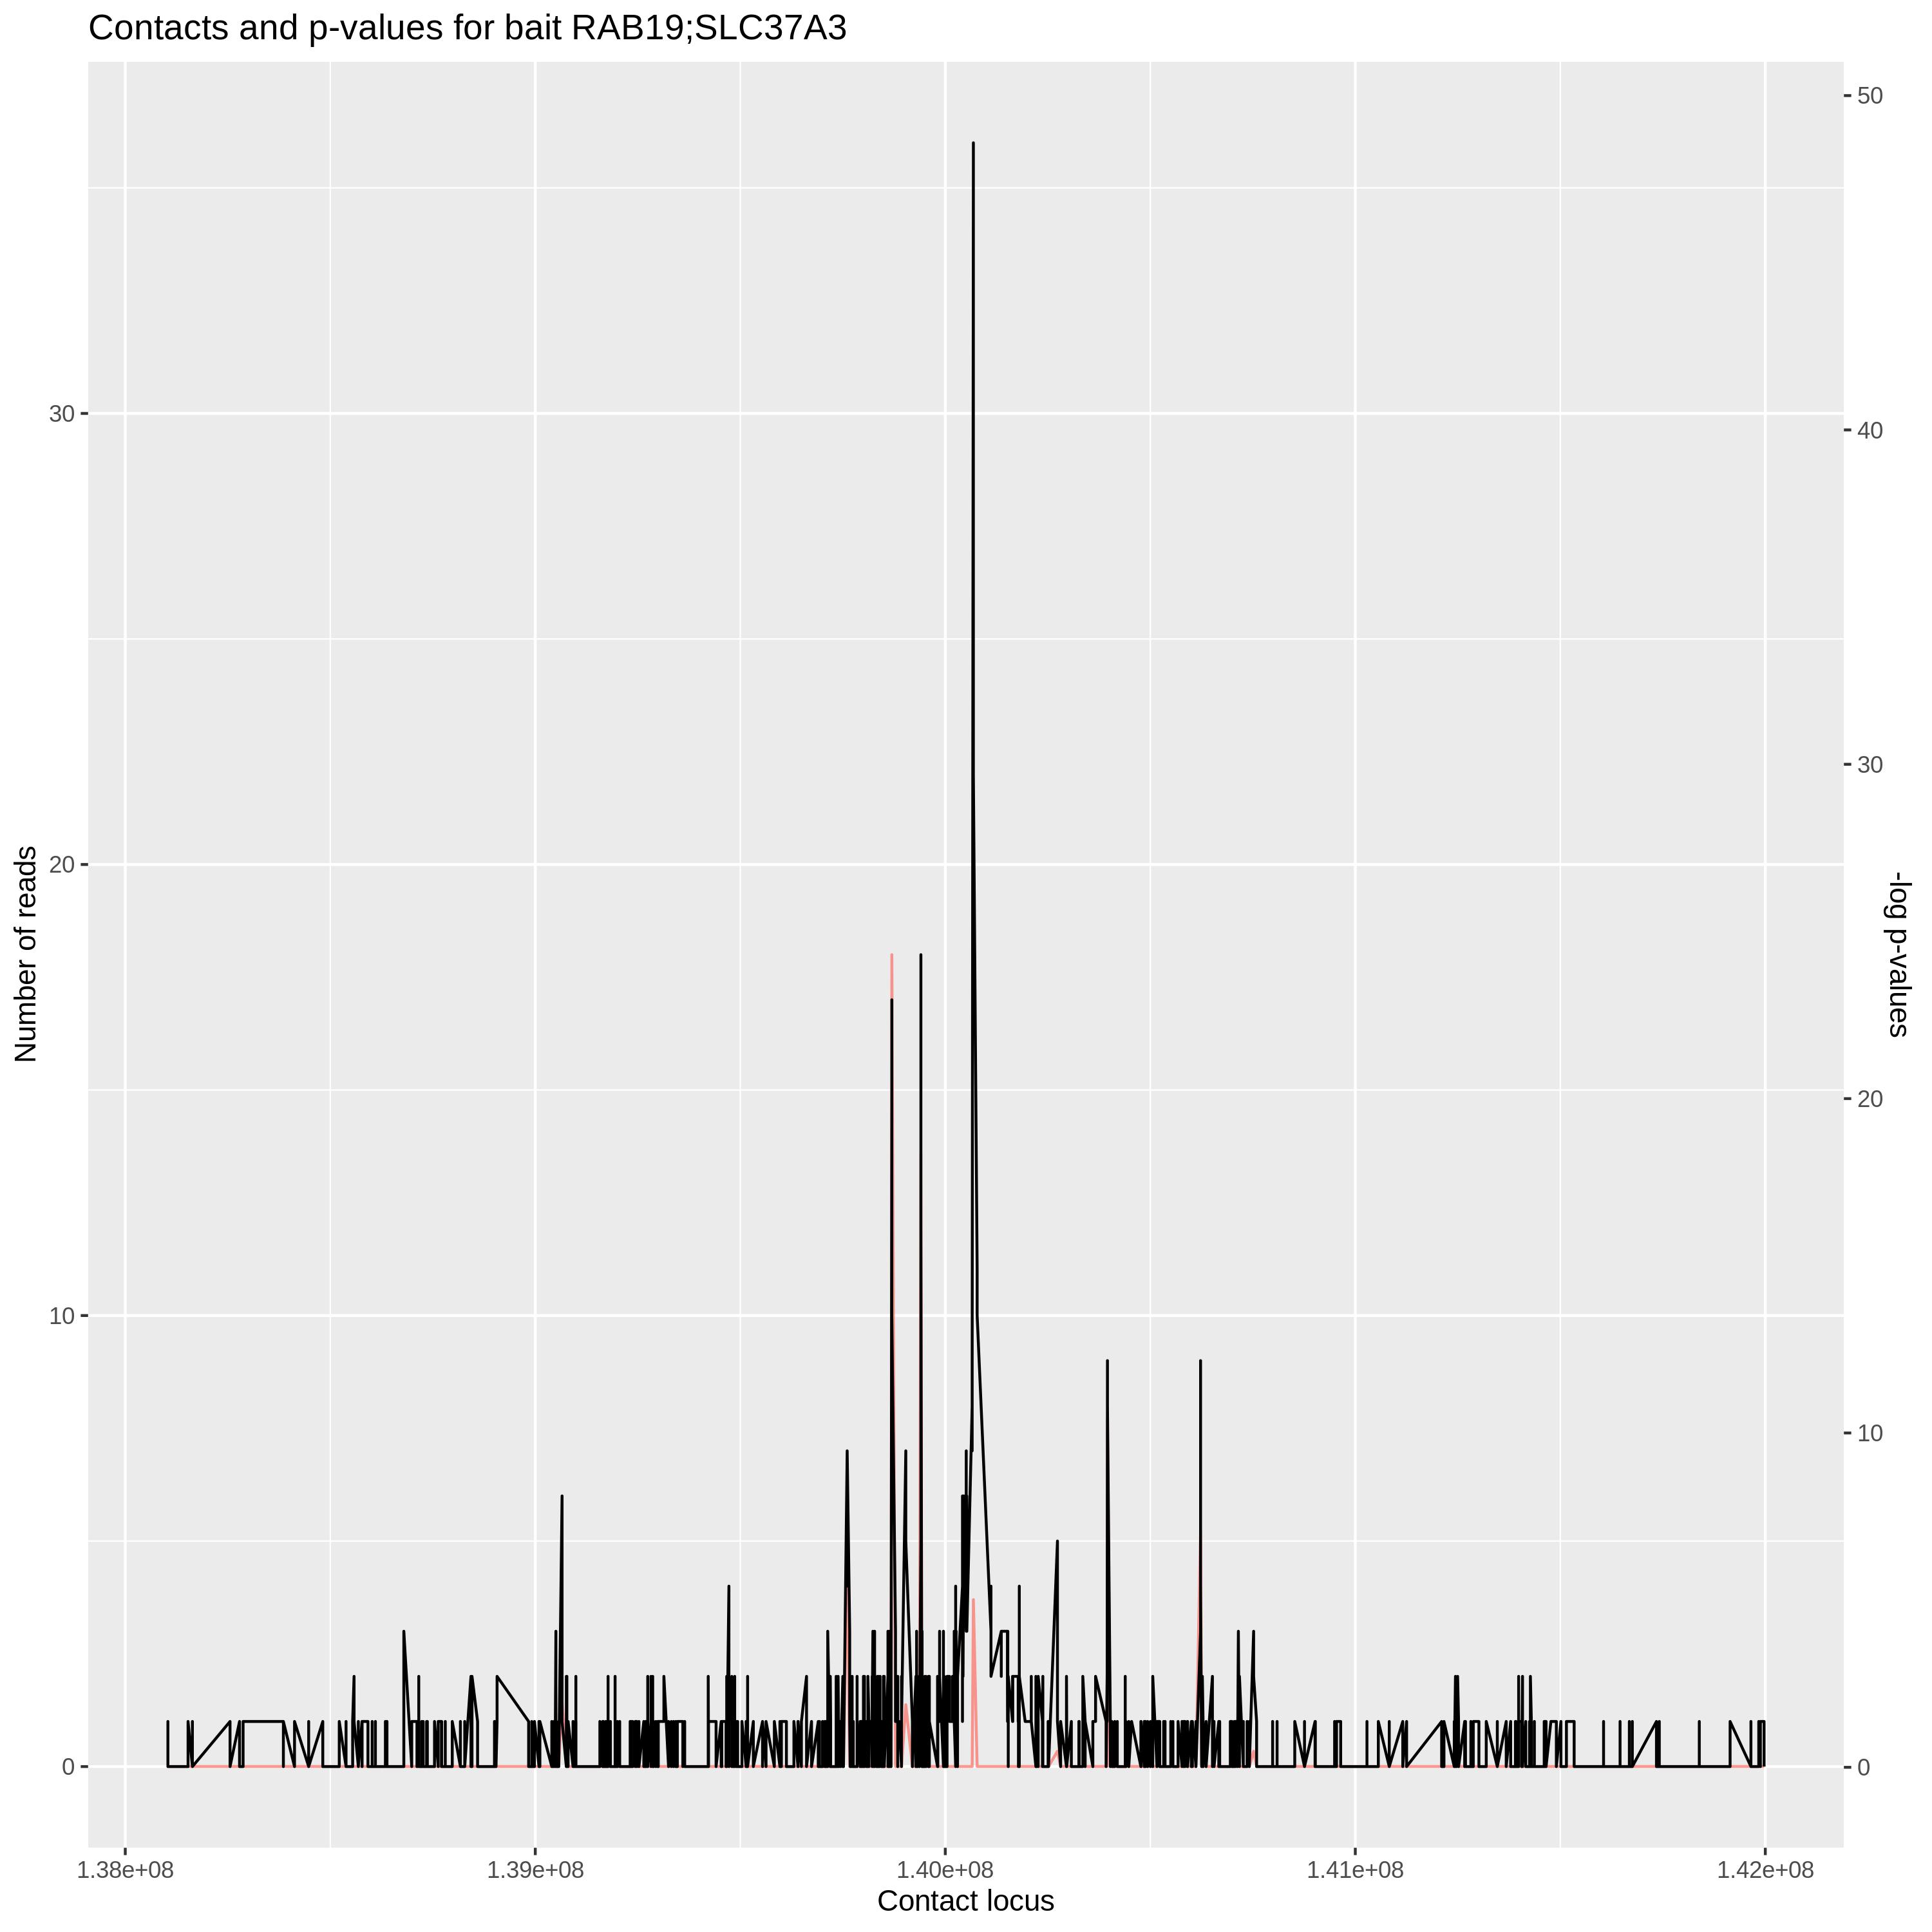 Contacts and p-values for bait RAB19;SLC37A3
Number of reads
30
20
10
0
50
40
30
20
10
0
-log p-values
1.38e+08 1.39e+08 1.40e+08 1.41e+08 1.42e+08
Contact locus